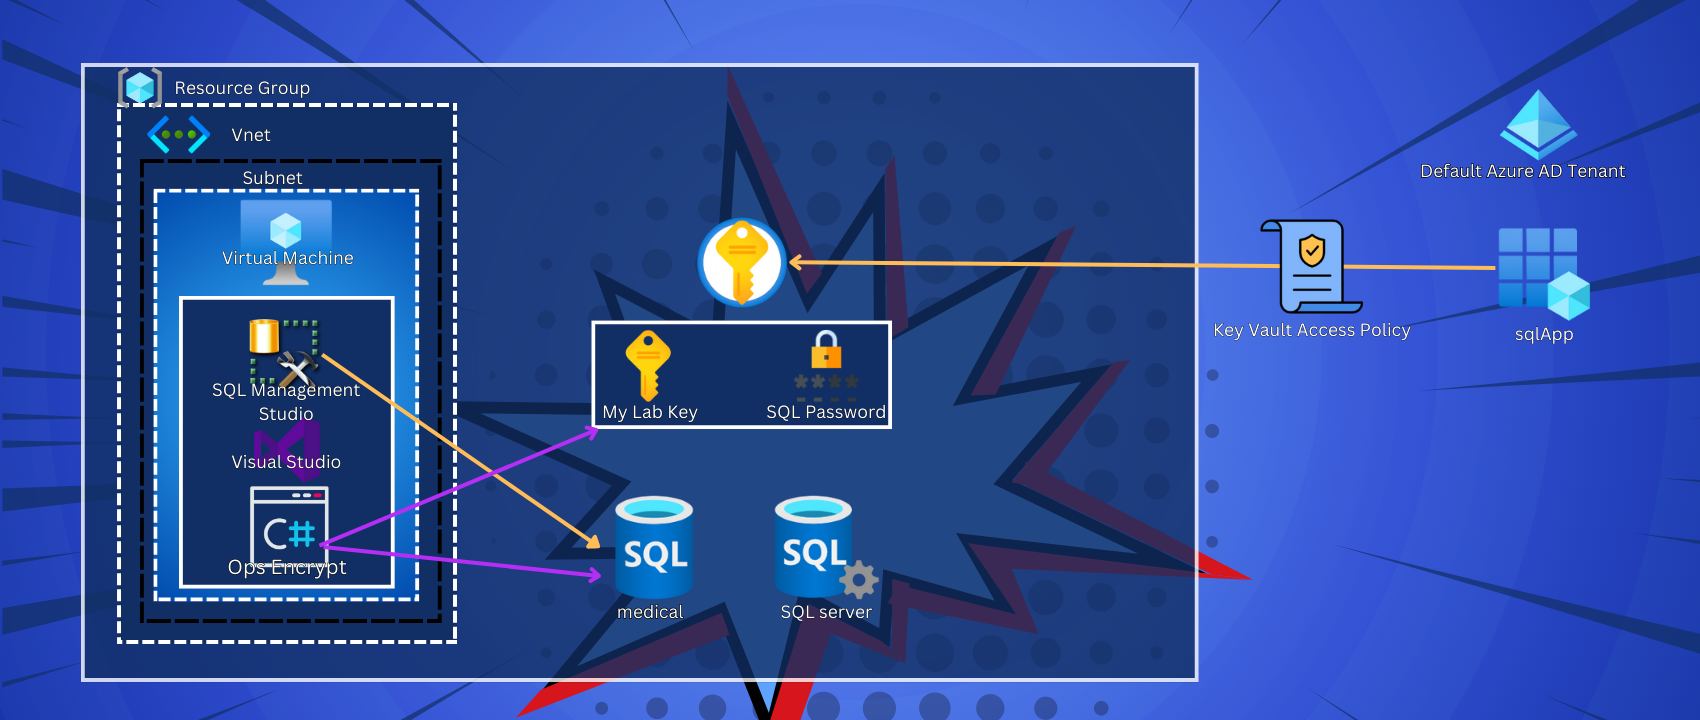 Resource Group
Vnet
Subnet
Virtual Machine
SQL Management
Studio
Visual Studio
C#
Ops Encrypt
My Lab Key
****
SQL Password
SQL
medical
SQL
SQL server
Key Vault Access Policy
Default Azure AD Tenant
sqlApp